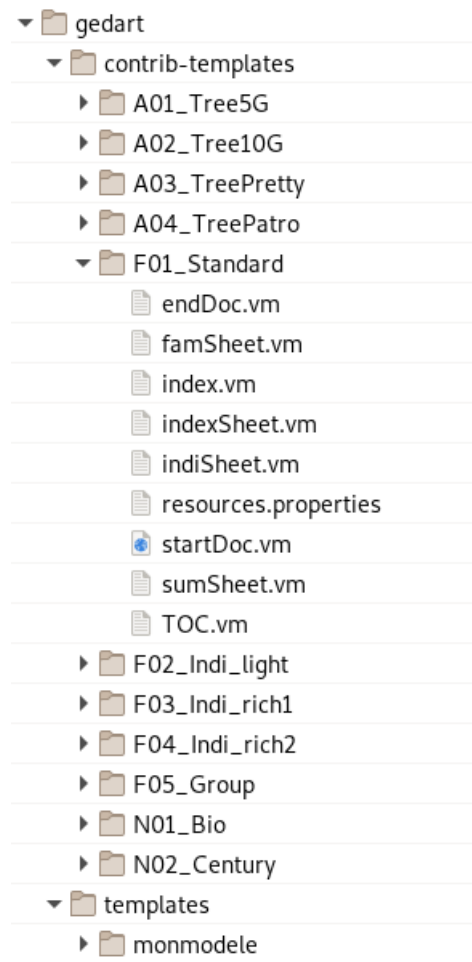 gedart
contrib-templates
A01_Tree5G
A02_Tree10G
A03_TreePretty
A04_TreePatro
F01_Standard
endDoc.vm
famSheet.vm
index.vm
indexSheet.vm
indiSheet.vm
resources.properties
startDoc.vm
sumSheet.vm
TOC.vm
F02_Indi_light
F03_Indi_rich1
F04_Indi_rich2
F05_Group
N01_Bio
N02_Century
templates
monmodele